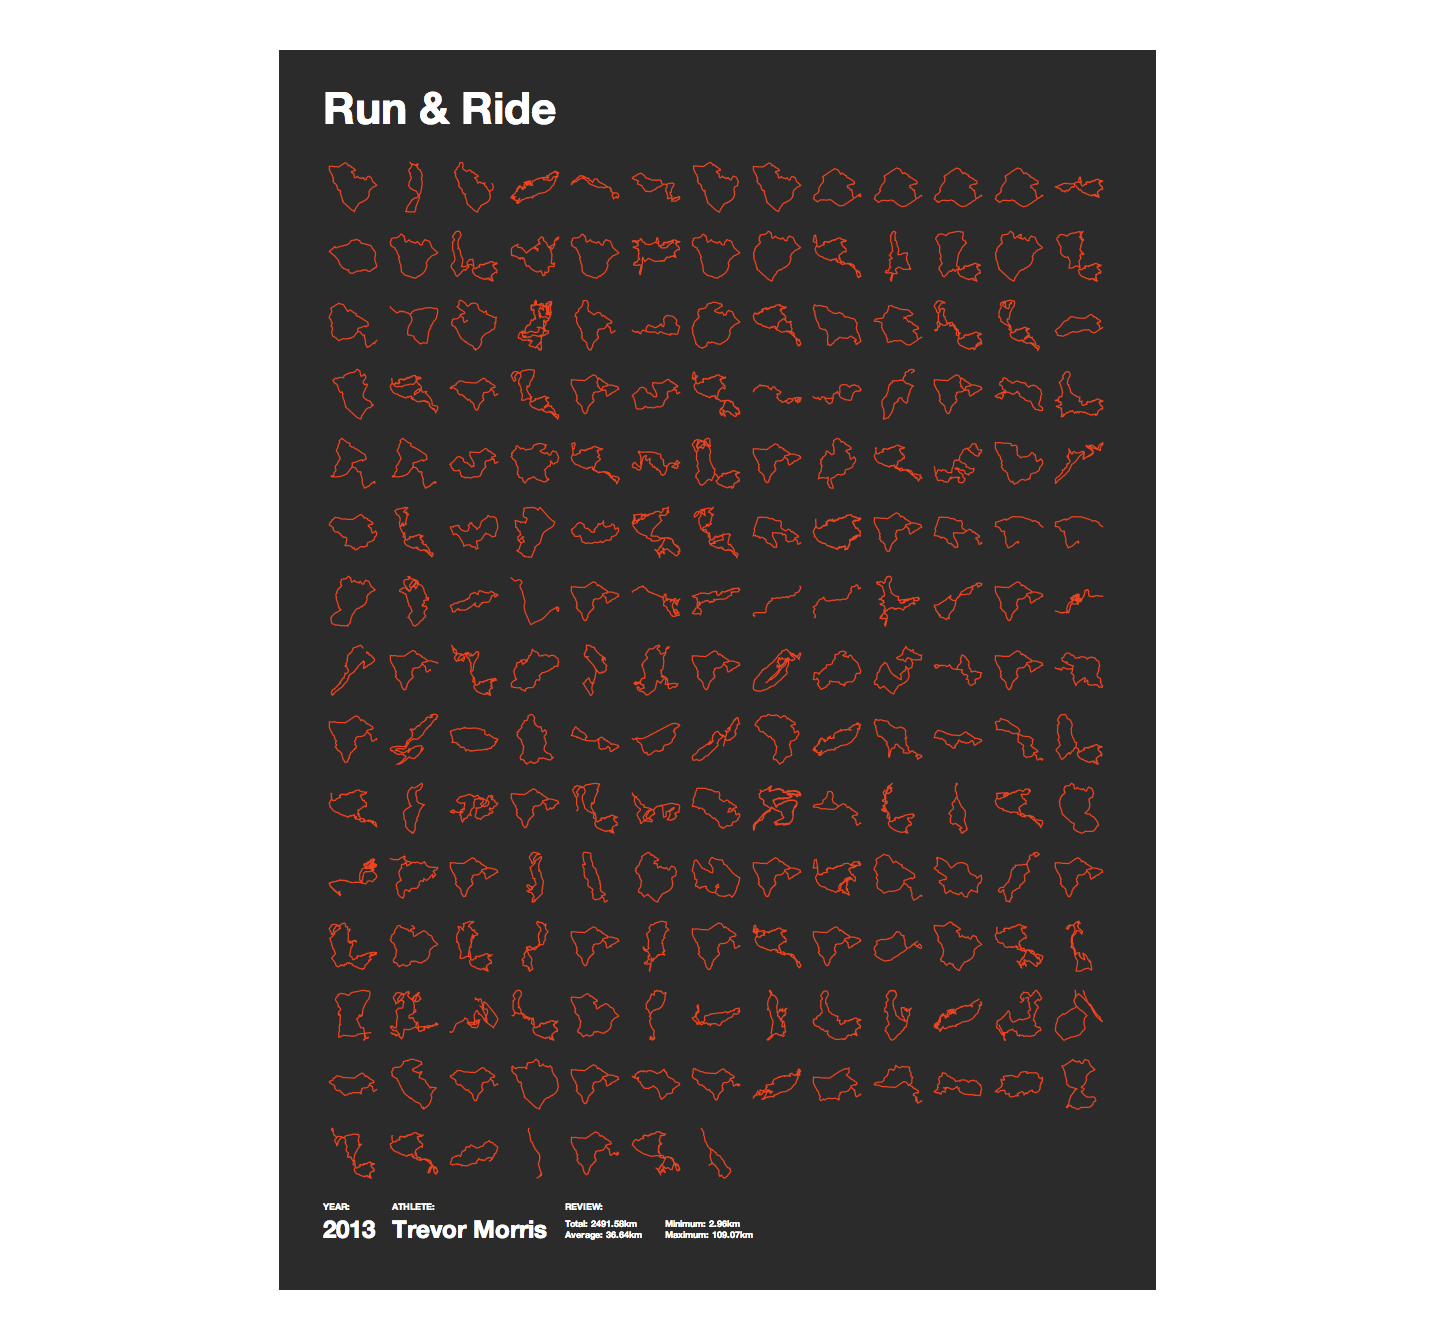 Run & Ride
YEAR:
2013
ATHLETE:
Trevor Morris
REVIEW:
Total: 2491.58km
Average: 36.64km
Minimum: 2.96km
Maximum: 109.07km